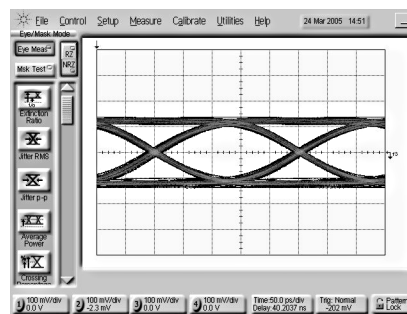 File Control Setup Measure Calibrate Utilities Help 24 Mar 2005 14:51
Eye/Mask Mode
Eye Meas
RZ
NRZ
Msk Test
Extinction
Ratio
Jitter RMS
Jitter p-p
Average
Power
Crossing
1) 100 mV/div
0.0 V
2) 100 mV/div
-2.3 mV
3) 100 mV/div
0.0 V
100 mV/div
0.0 V
Time:50.0 ps/div
Delay:40.2037 ns
Trig: Normal
-202 mV
Pattern
Lock